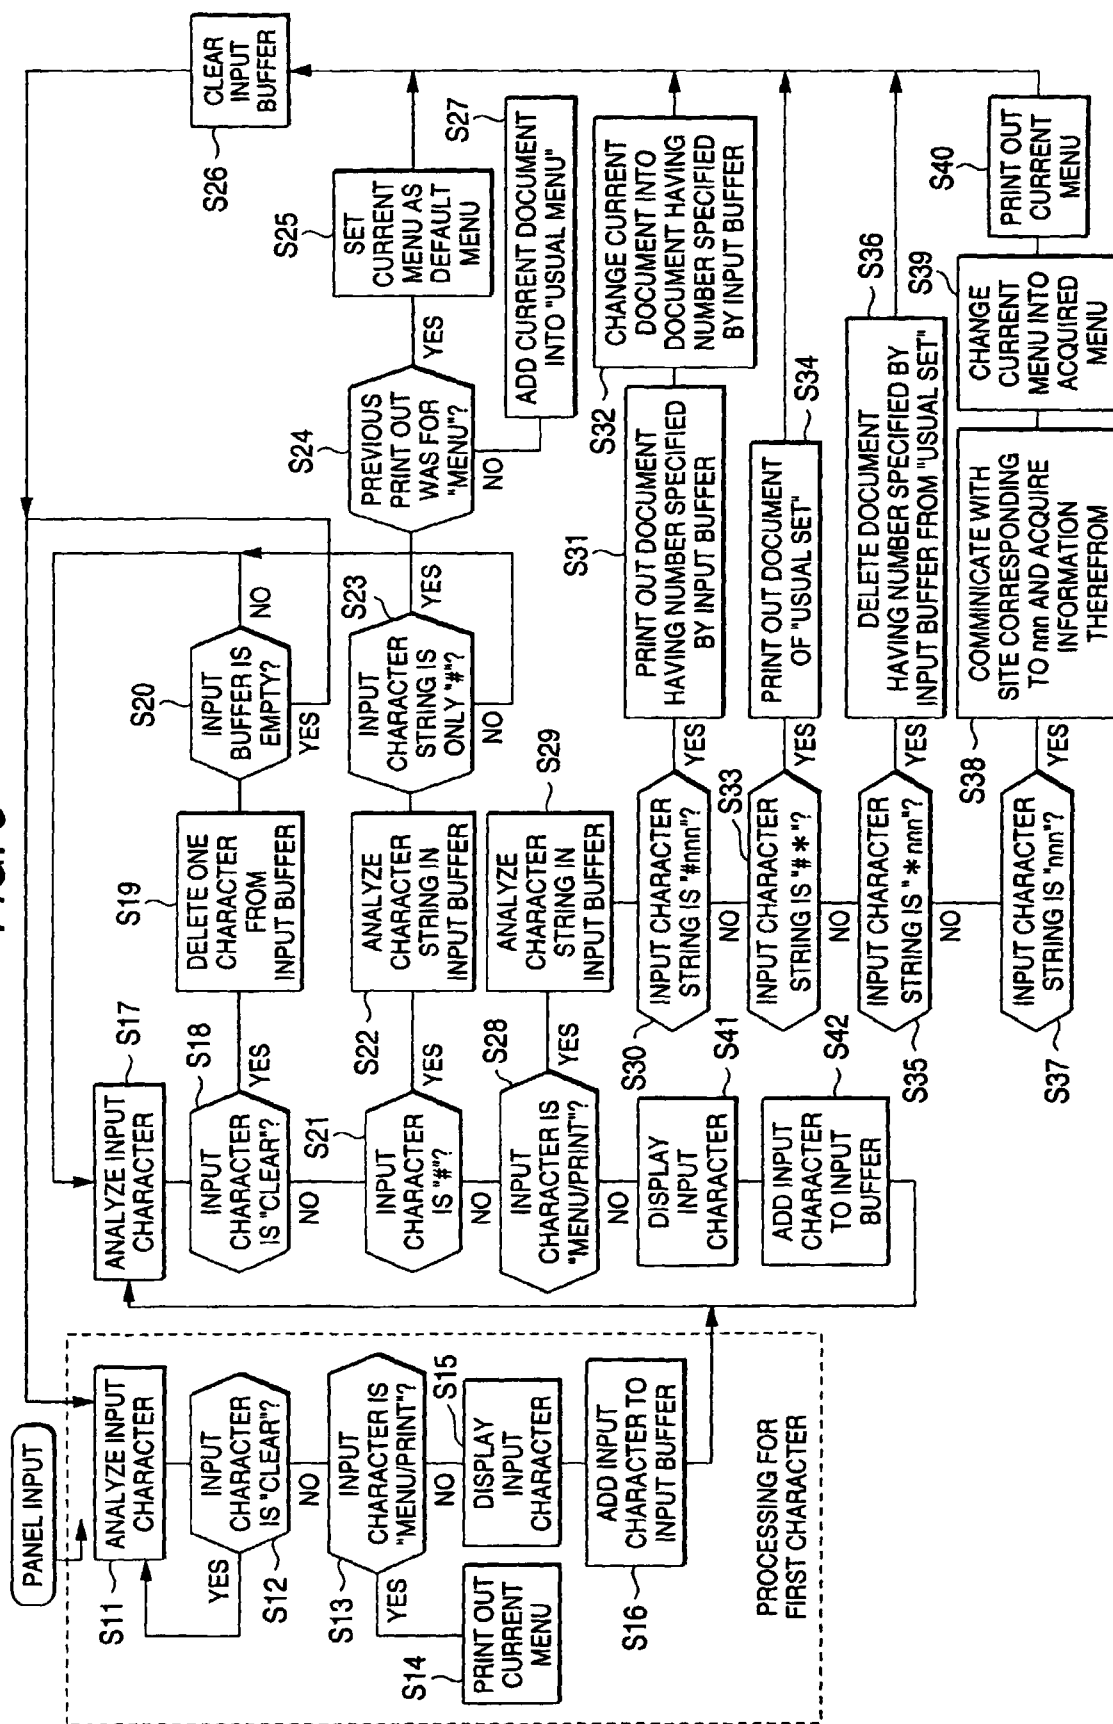 PANEL INPUT
S11
ANALYZE INPUT
CHARACTER
S12
INPUT
CHARACTER
IS "CLEAR"?
YES
NO
S13
INPUT
CHARACTER IS
"MENU/PRINT"?
YES
NO
S14
PRINT OUT
CURRENT
MENU
S15
DISPLAY
INPUT
CHARACTER
S16
ADD INPUT
CHARACTER TO
INPUT BUFFER
PROCESSING FOR
FIRST CHARACTER
S17
ANALYZE INPUT
CHARACTER
S18
INPUT
CHARACTER
IS "CLEAR"?
YES
NO
S19
DELETE ONE
CHARACTER
FROM
INPUT BUFFER
S20
INPUT
BUFFER IS
EMPTY?
NO
YES
S21
INPUT
CHARACTER
IS "#"?
YES
NO
S22
ANALYZE
CHARACTER
STRING IN
INPUT BUFFER
S23
INPUT
CHARACTER
STRING IS
ONLY "#"?
YES
NO
S24
PREVIOUS
PRINT OUT
WAS FOR
"MENU"?
YES
NO
S25
SET
CURRENT
MENU AS
DEFAULT
MENU
S26
CLEAR
INPUT
BUFFER
S27
ADD CURRENT DOCUMENT
INTO "USUAL MENU"
S28
INPUT
CHARACTER IS
"MENU/PRINT"?
YES
NO
S29
ANALYZE
CHARACTER
STRING IN
INPUT BUFFER
S30
INPUT CHARACTER
STRING IS "#nnn"?
YES
NO
S31
PRINT OUT DOCUMENT
HAVING NUMBER SPECIFIED
BY INPUT BUFFER
S32
CHANGE CURRENT
DOCUMENT INTO
DOCUMENT HAVING
NUMBER SPECIFIED
BY INPUT BUFFER
S33
INPUT CHARACTER
STRING IS "#*"?
YES
NO
S34
PRINT OUT DOCUMENT
OF "USUAL SET"
S35
INPUT CHARACTER
STRING IS "*nnn"?
YES
NO
S36
DELETE DOCUMENT
HAVING NUMBER SPECIFIED BY
INPUT BUFFER FROM "USUAL SET"
S37
INPUT CHARACTER
STRING IS "nnn"?
YES
S38
COMMINICATE WITH
SITE CORRESPONDING
TO nnn AND ACQUIRE
INFORMATION
THEREFROM
S39
CHANGE
CURRENT
MENU INTO
ACQUIRED
MENU
S40
PRINT OUT
CURRENT
MENU
S41
DISPLAY
INPUT
CHARACTER
S42
ADD INPUT
CHARACTER
TO INPUT
BUFFER